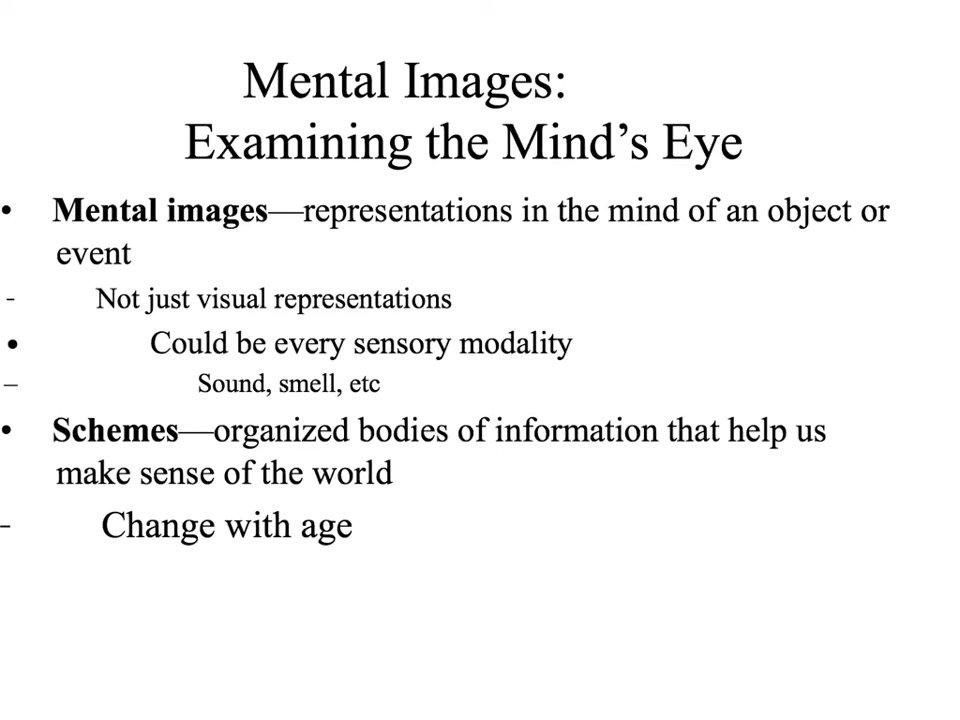 Mental Images:
Examining the Mind’s Eye
• Mental images—representations in the mind of an object or
event
- Not just visual representations
• Could be every sensory modality
– Sound, smell, etc
• Schemes—organized bodies of information that help us
make sense of the world
- Change with age